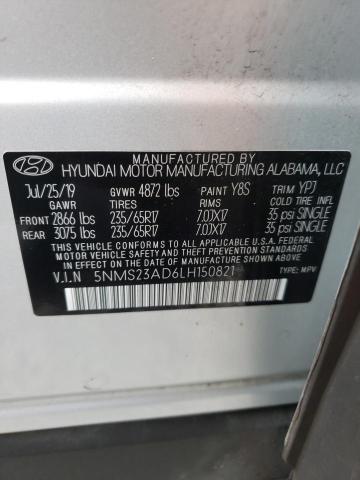 MANUFACTURED BY
HYUNDAI MOTOR MANUFACTURING ALABAMA, LLC
Jul/25/19 GVWR 4872 lbs PAINT Y8S TRIM YPJ
GAWR TIRES RIMS COLD TIRE INFL
FRONT 2866 lbs 235/65R17 7.0JX17 35 psi SINGLE
REAR 3075 lbs 235/65R17 7.0JX17 35 psi SINGLE
THIS VEHICLE CONFORMS TO ALL APPLICABLE FEDERAL
MOTOR VEHICLE SAFETY AND THEFT PREVENTION STANDARDS
IN EFFECT ON THE DATE OF MANUFACTURE SHOWN ABOVE.
V.I.N 5NMS23AD6LH150821 TYPE: MPV